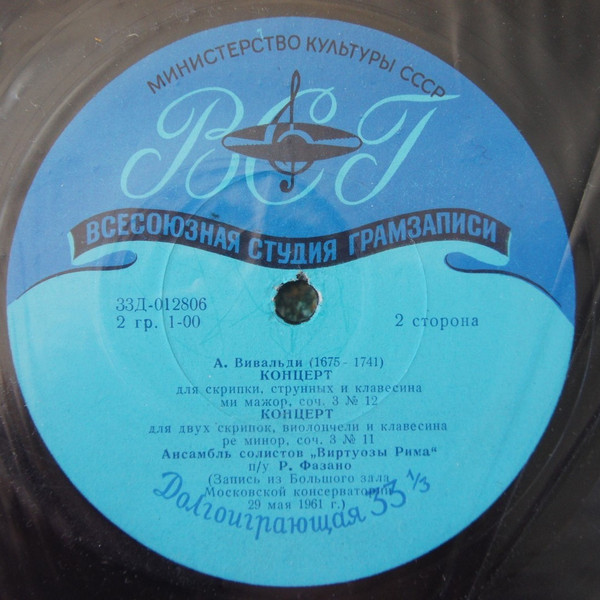 МИНИСТЕРСТВО КУЛЬТУРЫ СССР
ВСГ
ВСЕСОЮЗНАЯ СТУДИЯ ГРАМЗАПИСИ
33Д-012806
2 гр. 1-00
2 сторона
А. Вивальди (1675-1741)
КОНЦЕРТ
для скрипки, струнных и клавесина
ми мажор, соч. 3 № 12
КОНЦЕРТ
для двух скрипок, виолончели и клавесина
ре минор, соч. 3 № 11
Ансамбль солистов „Виртуозы Рима“
п/у Р. Фазано
(Запись из Большого зала
Московской консерватории
29 мая 1961 г.)
Долгоиграющая 33 1/3